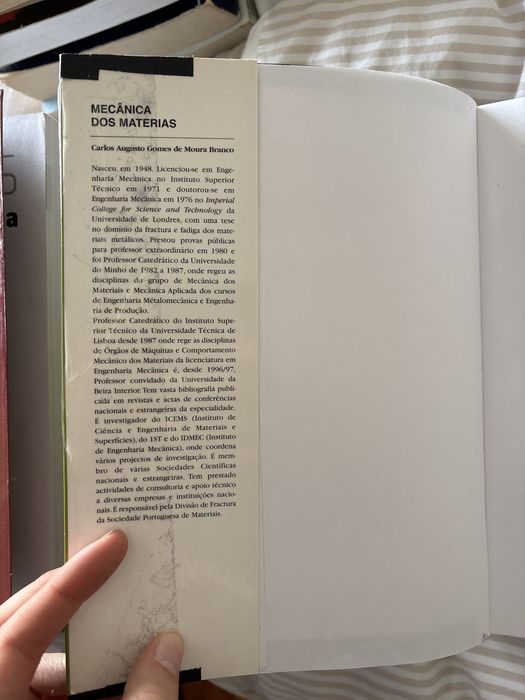 MECÂNICA
DOS MATERIAS
Carlos Augusto Gomes de Moura Branco
Nasceu em 1948. Licenciou-se em Enge-
nharia Mecânica no Instituto Superior
Técnico em 1971 e doutorou-se em
Engenharia Mecânica em 1976 no Imperial
College for Science and Technology da
Universidade de Londres, com uma tese
no domínio da fractura e fadiga dos mate-
riais metálicos. Prestou provas públicas
para professor extraordinário em 1980 e
foi Professor Catedrático da Universidade
do Minho de 1982 a 1987, onde regeu as
disciplinas do grupo de Mecânica dos
Materiais e Mecânica Aplicada dos cursos
de Engenharia Metalomecânica e Engenha-
ria de Produção.
Professor Catedrático do Instituto Supe-
rior Técnico da Universidade Técnica de
Lisboa desde 1987 onde rege as disciplinas
de Órgãos de Máquinas e Comportamento
Mecânico dos Materiais da licenciatura em
Engenharia Mecânica é, desde 1996/97,
Professor convidado da Universidade da
Beira Interior. Tem vasta bibliografia publi-
cada em revistas e actas de conferências
nacionais e estrangeiras da especialidade.
É investigador do ICEMS (Instituto de
Ciência e Engenharia de Materiais e
Superfícies), do IST e do IDMEC (Instituto
de Engenharia Mecânica), onde coordena
vários projectos de investigação. É mem-
bro de várias Sociedades Científicas
nacionais e estrangeiras. Tem prestado
actividades de consultoria e apoio técnico
a diversas empresas e instituições nacio-
nais. É responsável pela Divisão de Fractura
da Sociedade Portuguesa de Materiais.
a